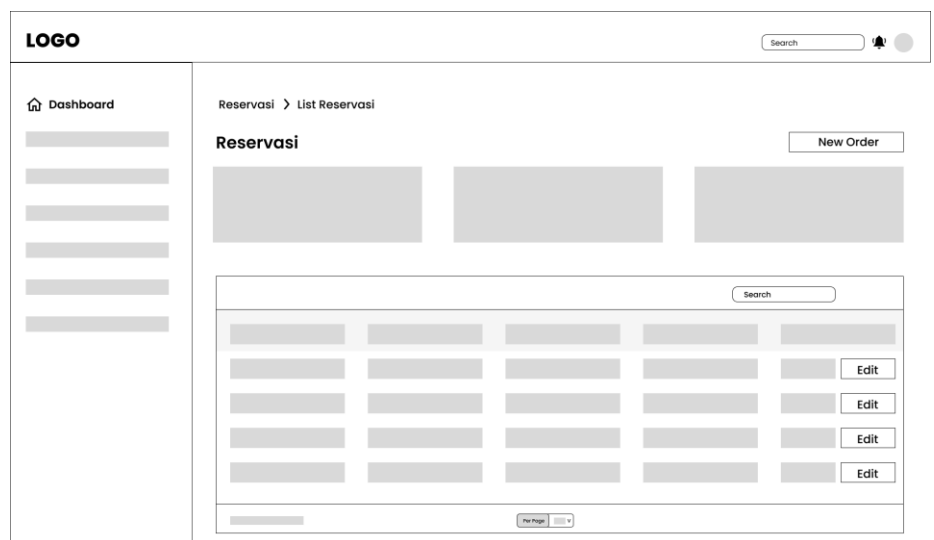 LOGO
Search
Dashboard
Reservasi > List Reservasi
Reservasi
New Order
Search
Edit
Edit
Edit
Edit
Per Page